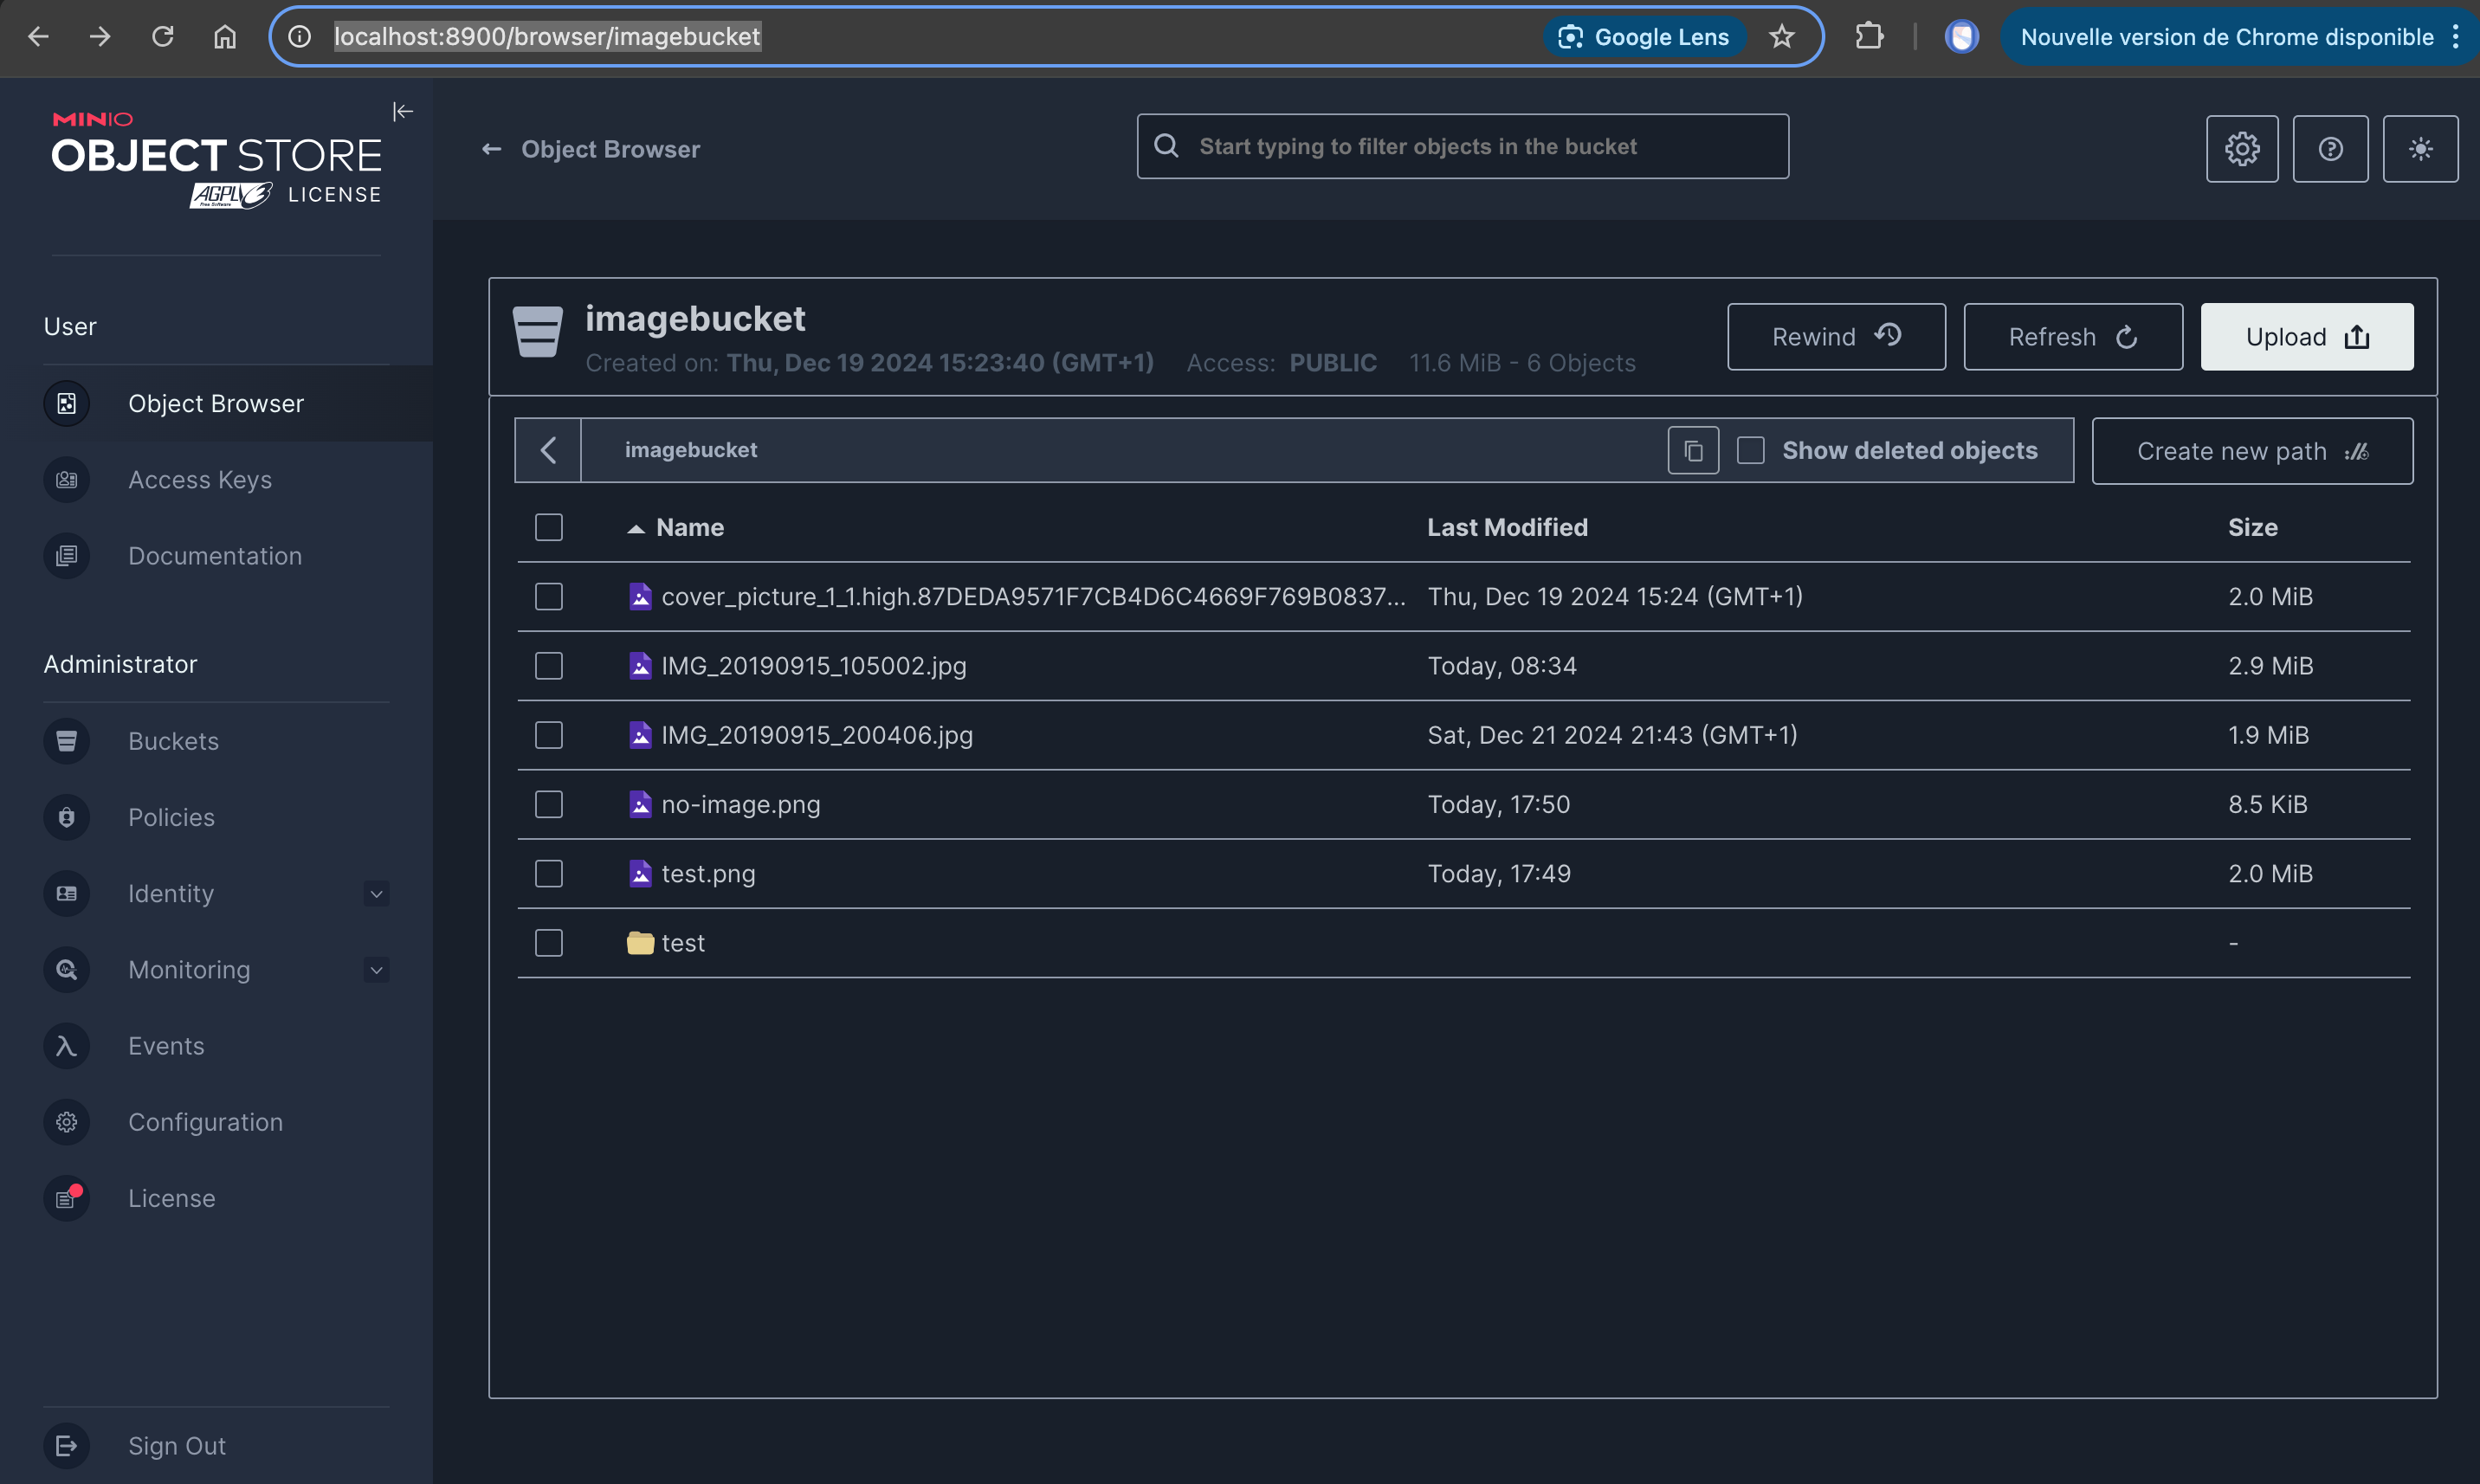 localhost:8900/browser/imagebucket
Google Lens
Nouvelle version de Chrome disponible
MINIO
OBJECT STORE
AGPL v3 LICENSE
Free Software
Object Browser
Start typing to filter objects in the bucket
User
Object Browser
Access Keys
Documentation
Administrator
Buckets
Policies
Identity
Monitoring
Events
Configuration
License
Sign Out
imagebucket
Created on: Thu, Dec 19 2024 15:23:40 (GMT+1) Access: PUBLIC 11.6 MiB - 6 Objects
Rewind
Refresh
Upload
imagebucket
Show deleted objects
Create new path
Name Last Modified Size
cover_picture_1_1.high.87DEDA9571F7CB4D6C4669F769B0837... Thu, Dec 19 2024 15:24 (GMT+1) 2.0 MiB
IMG_20190915_105002.jpg Today, 08:34 2.9 MiB
IMG_20190915_200406.jpg Sat, Dec 21 2024 21:43 (GMT+1) 1.9 MiB
no-image.png Today, 17:50 8.5 KiB
test.png Today, 17:49 2.0 MiB
test -